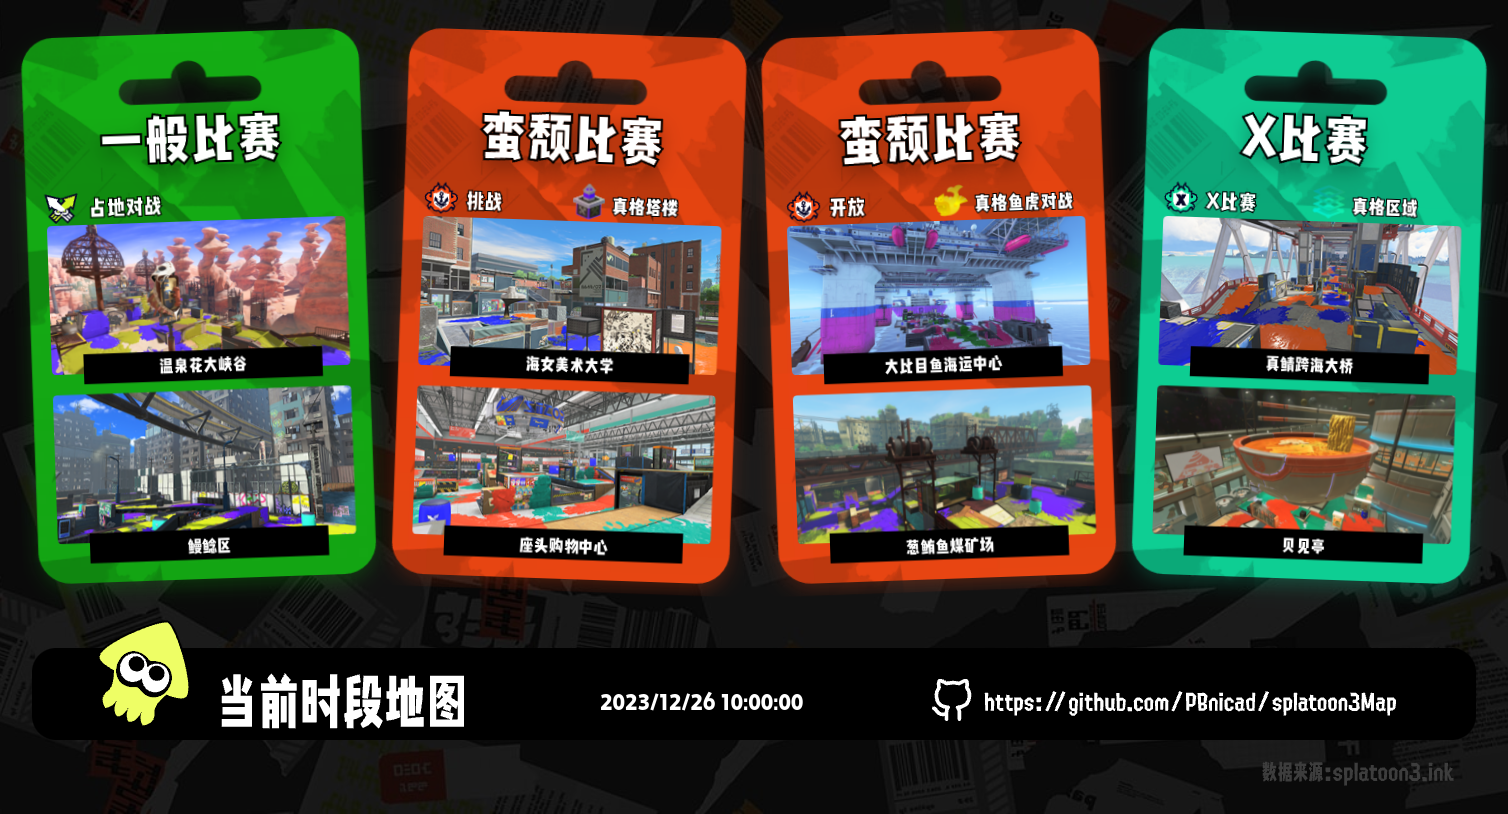 一般比赛
占地对战
温泉花大峡谷
鳗鲶区
蛮颓比赛
挑战
真格塔楼
海女美术大学
座头购物中心
蛮颓比赛
开放
真格鱼虎对战
大比目鱼海运中心
葱鲔鱼煤矿场
X比赛
X比赛
真格区域
真鲭跨海大桥
贝见亭
当前时段地图
2023/12/26 10:00:00
https://github.com/PBnicad/splatoon3Map
数据来源:splatoon3.ink